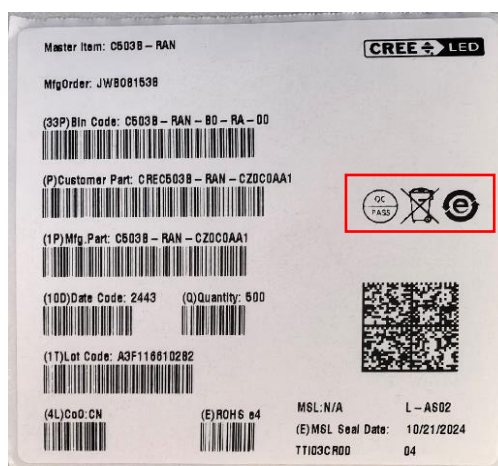 Master Item: C503B – RAN
CREE LED
MfgOrder: JWB081538
(33P)Bin Code: C503B – RAN – B0 – RA – 00
(P)Customer Part: CREC503B – RAN – CZ0C0AA1
QC
PASS
e
(1P)Mfg.Part: C503B – RAN – CZ0C0AA1
(10D)Date Code: 2443
(Q)Quantity: 500
(1T)Lot Code: A3F116610282
(4L)CoO:CN
(E)ROHS e4
MSL:N/A
L – AS02
(E)MSL Seal Date: 10/21/2024
TTI03CR00
04